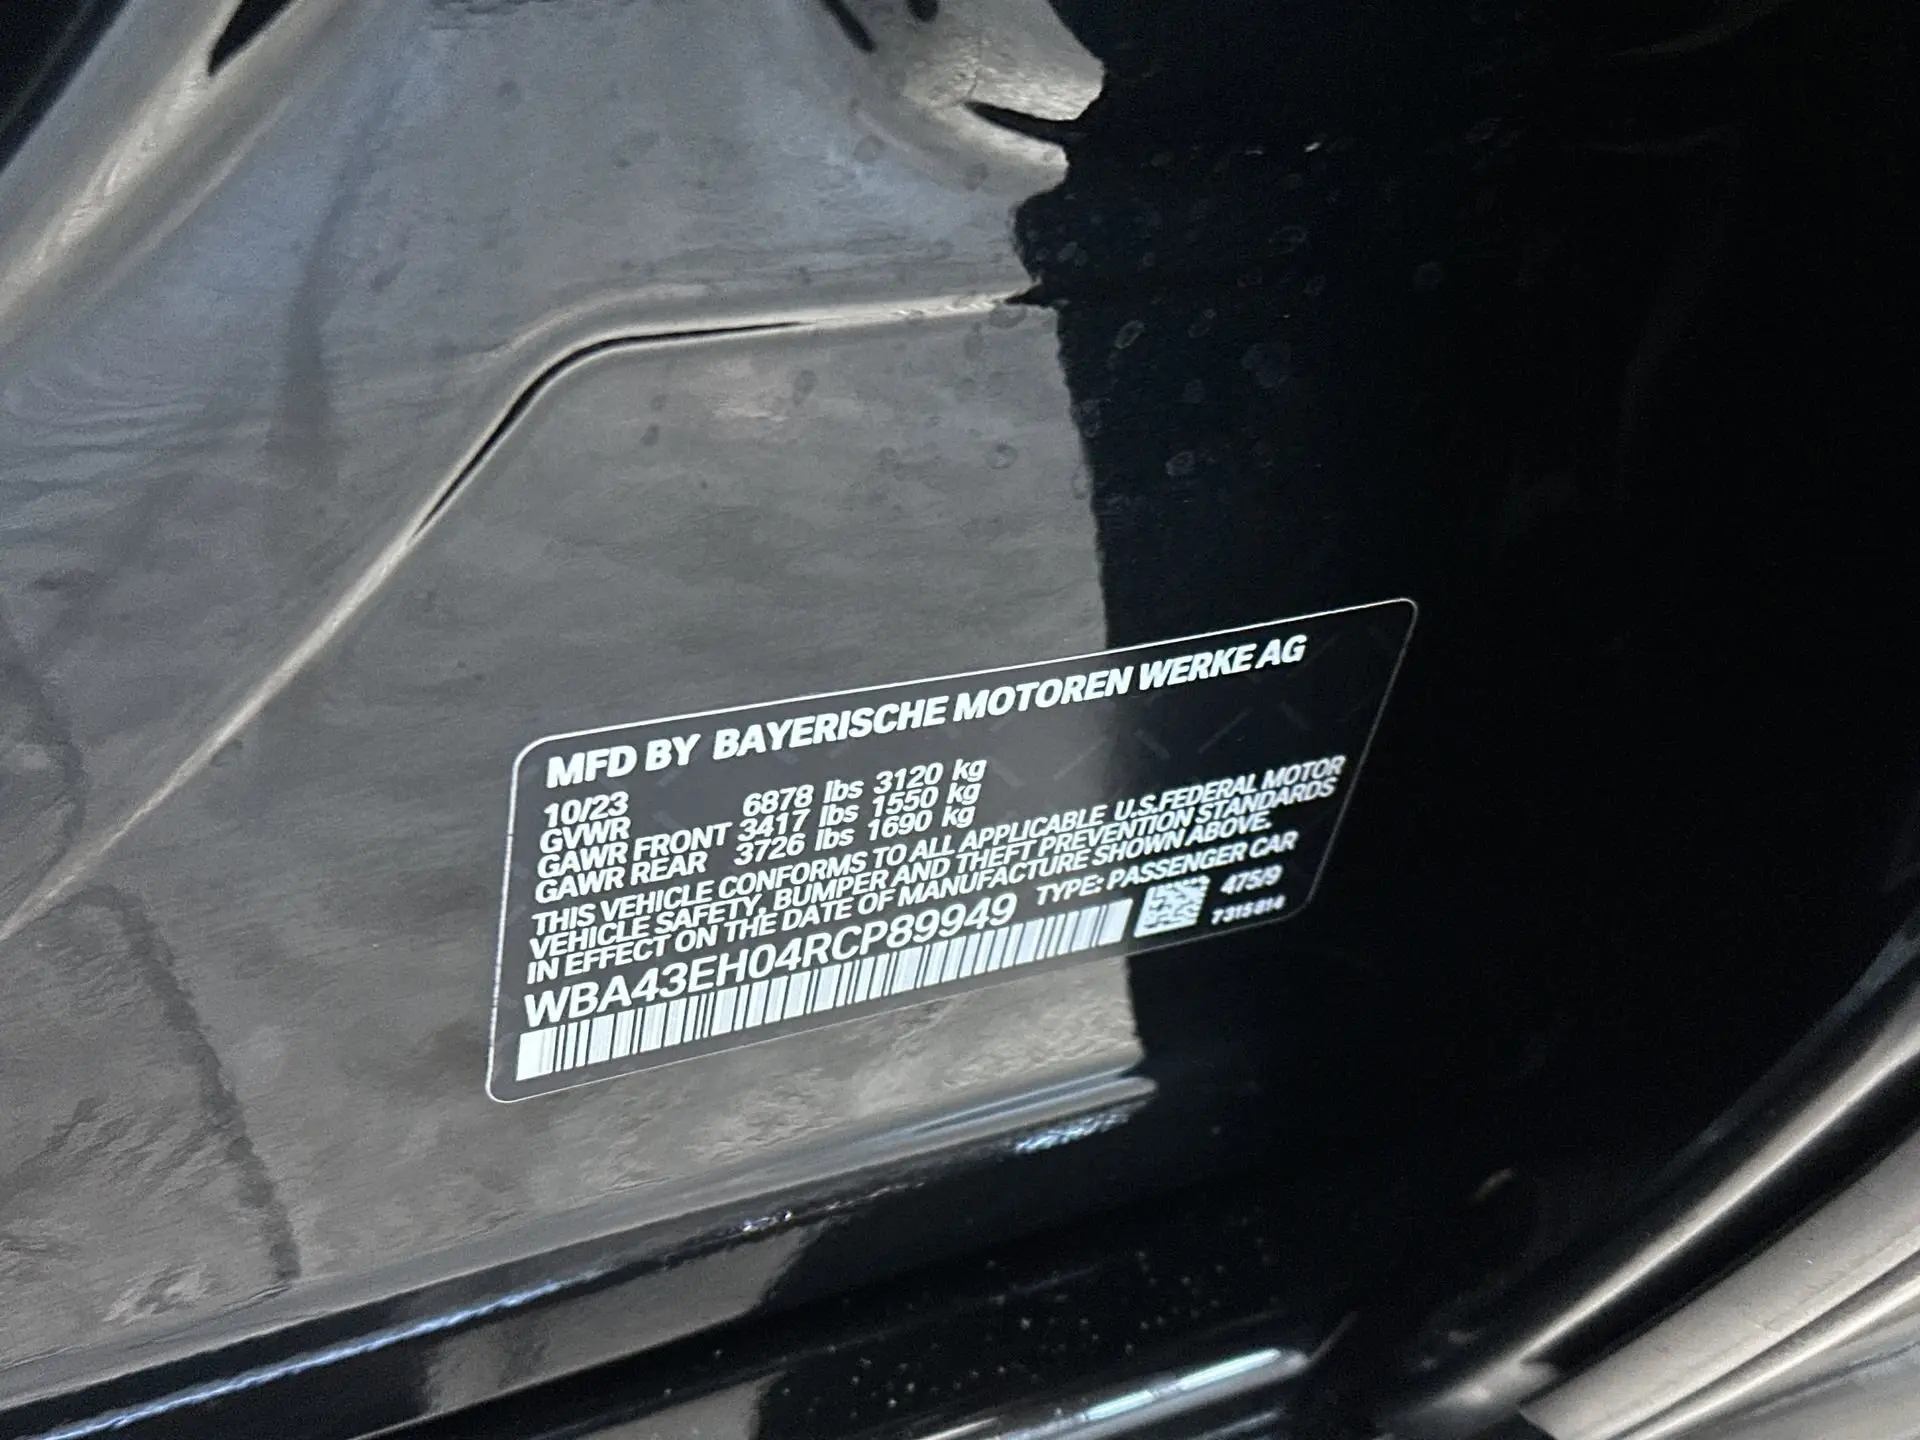 MFD BY BAYERISCHE MOTOREN WERKE AG
10/23
GVWR 6878 lbs 3120 kg
GAWR FRONT 3417 lbs 1550 kg
GAWR REAR 3726 lbs 1690 kg
THIS VEHICLE CONFORMS TO ALL APPLICABLE U.S.FEDERAL MOTOR
VEHICLE SAFETY, BUMPER AND THEFT PREVENTION STANDARDS
IN EFFECT ON THE DATE OF MANUFACTURE SHOWN ABOVE.
WBA43EH04RCP89949 TYPE: PASSENGER CAR
475/9
7315814